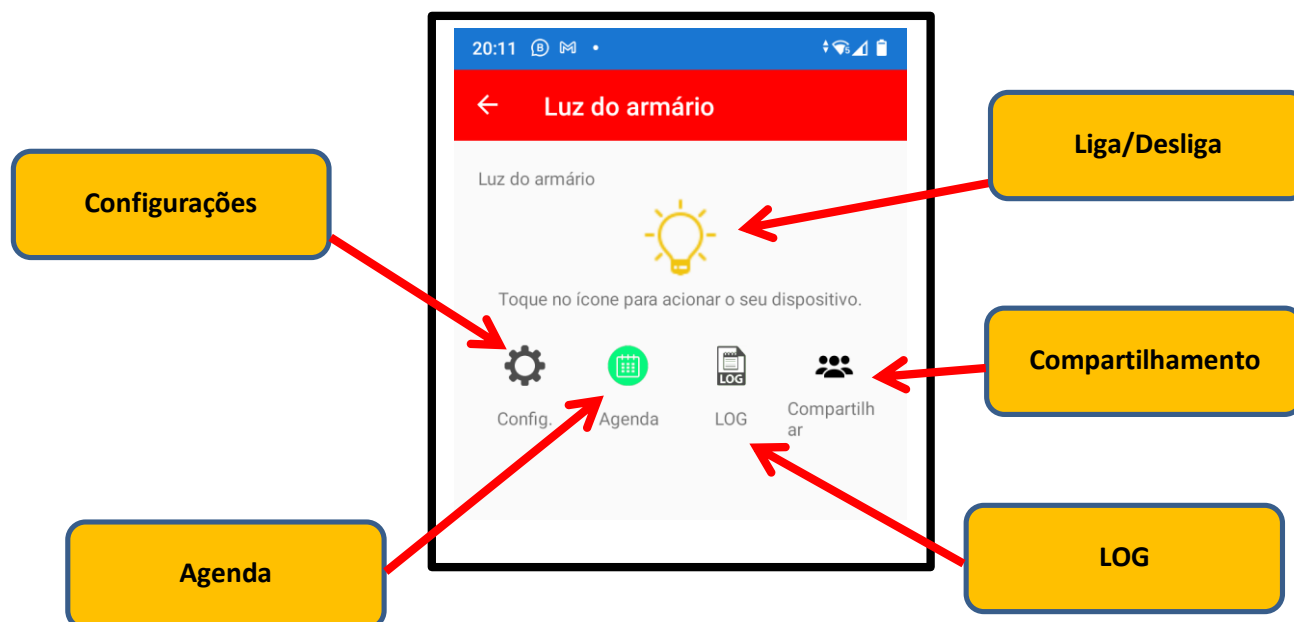 20:11
Luz do armário
Liga/Desliga
Configurações
Luz do armário
Toque no ícone para acionar o seu dispositivo.
Compartilhamento
LOG
Config.
Agenda
LOG
Compartilh
ar
Agenda
LOG